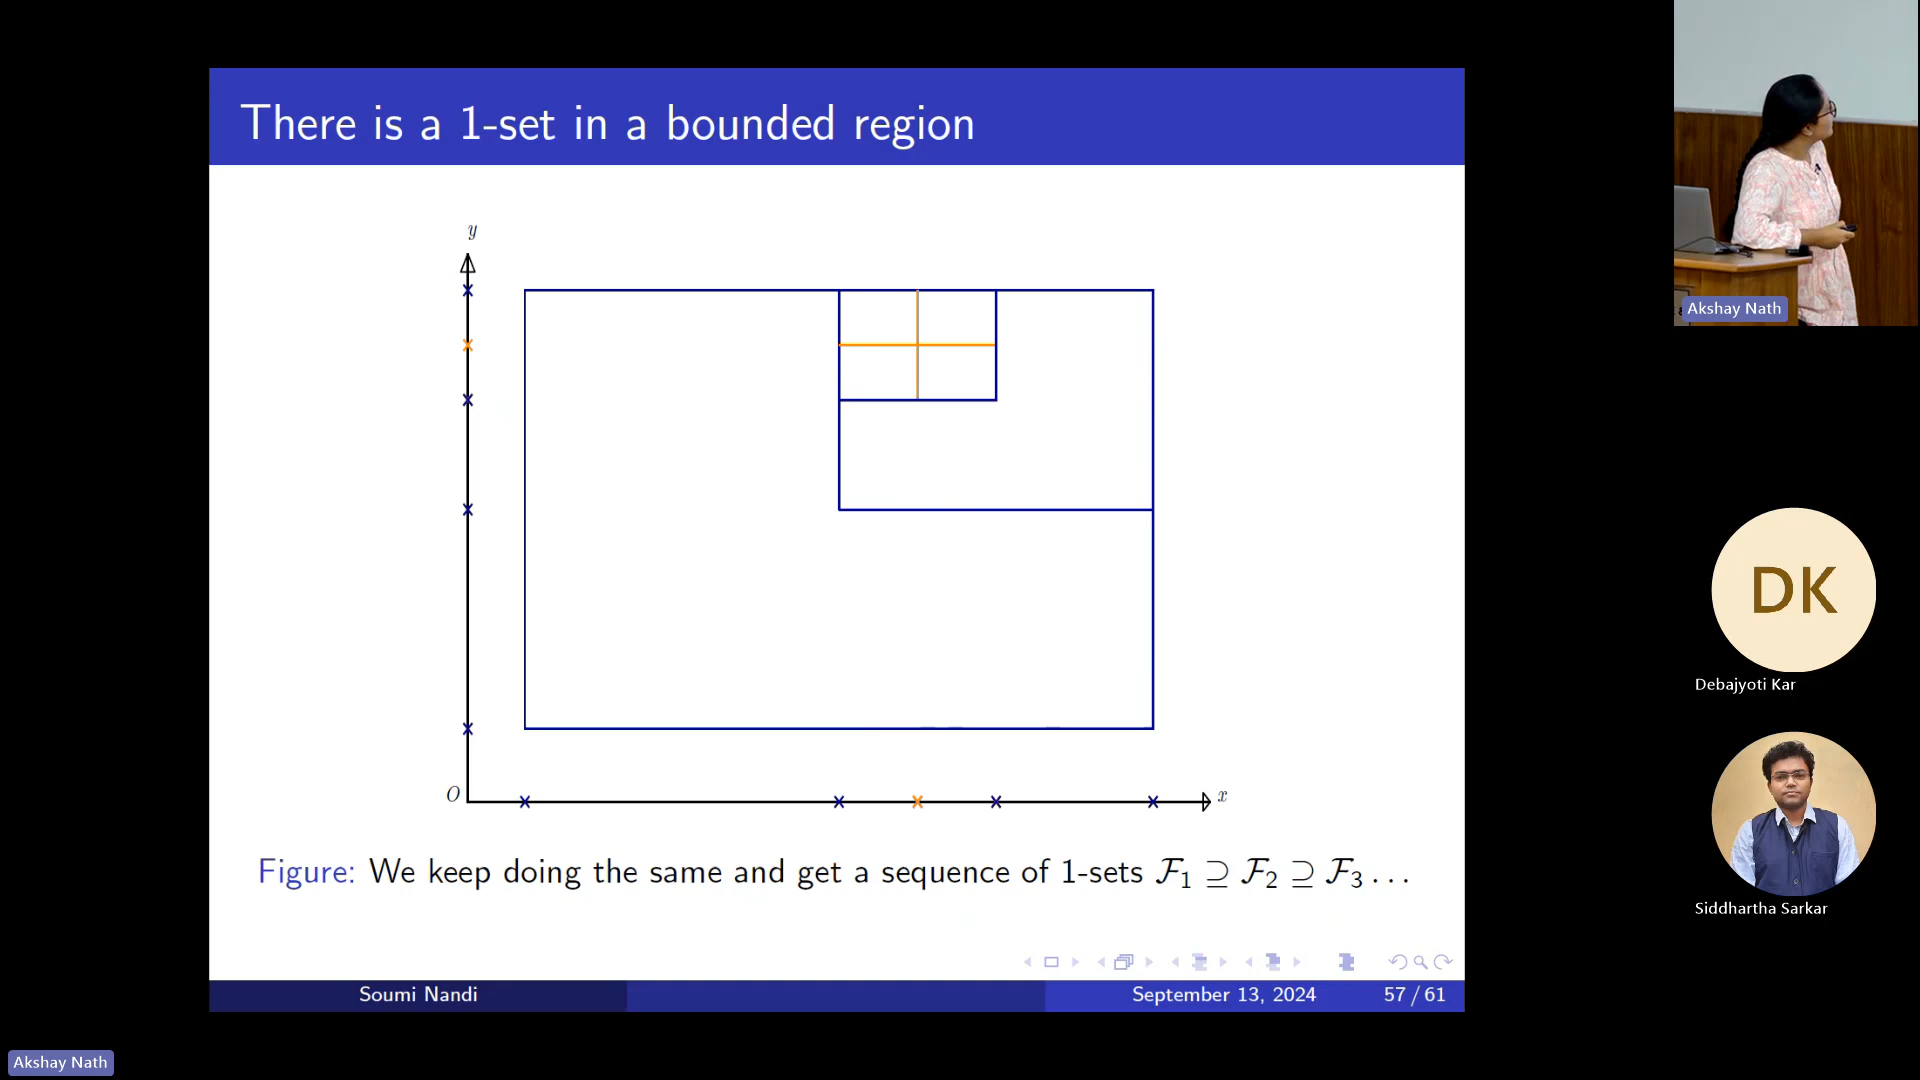 There is a 1-set in a bounded region
y
O
x
Figure: We keep doing the same and get a sequence of 1-sets ℱ₁ ⊇ ℱ₂ ⊇ ℱ₃ . . .
Soumi Nandi
September 13, 2024
57 / 61
Akshay Nath
DK
Debajyoti Kar
Siddhartha Sarkar
Akshay Nath